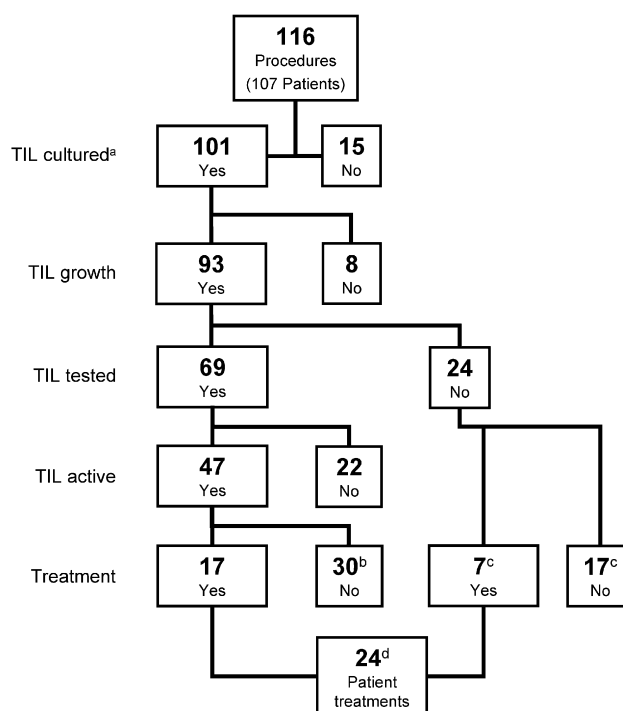 116
Procedures
(107 Patients)
TIL culturedᵃ
101
Yes
15
No
TIL growth
93
Yes
8
No
TIL tested
69
Yes
24
No
TIL active
47
Yes
22
No
Treatment
17
Yes
30ᵇ
No
7ᶜ
Yes
17ᶜ
No
24ᵈ
Patient
treatments